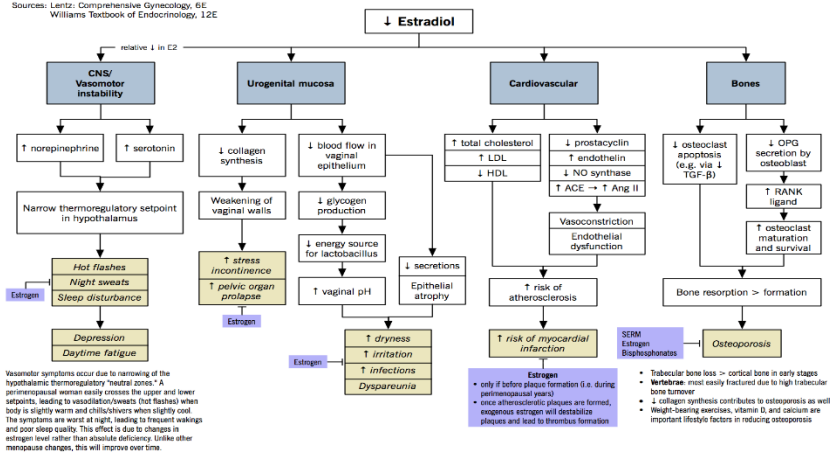 Sources: Lentz: Comprehensive Gynecology, 6E
Williams Textbook of Endocrinology, 12E
↓ Estradiol
relative ↓ in E2
CNS/
Vasomotor
instability
↑ norepinephrine
↑ serotonin
Narrow thermoregulatory setpoint
in hypothalamus
Hot flashes
Night sweats
Sleep disturbance
Estrogen
Depression
Daytime fatigue
Vasomotor symptoms occur due to narrowing of the
hypothalamic thermoregulatory "neutral zones." A
perimenopausal woman easily crosses the upper and lower
setpoints, leading to vasodilation/sweats (hot flashes) when
body is slightly warm and chills/shivers when slightly cool.
The symptoms are worst at night, leading to frequent wakings
and poor sleep quality. This effect is due to changes in
estrogen level rather than absolute deficiency. Unlike other
menopause changes, this will improve over time.
Urogenital mucosa
↓ collagen
synthesis
Weakening of
vaginal walls
↑ stress
incontinence
↑ pelvic organ
prolapse
Estrogen
↓ blood flow in
vaginal
epithelium
↓ glycogen
production
↓ energy source
for lactobacillus
↑ vaginal pH
↓ secretions
Epithelial
atrophy
Estrogen
↑ dryness
↑ irritation
↑ infections
Dyspareunia
Cardiovascular
↑ total cholesterol
↑ LDL
↓ HDL
↓ prostacyclin
↑ endothelin
↓ NO synthase
↑ ACE → ↑ Ang II
Vasoconstriction
Endothelial
dysfunction
↑ risk of
atherosclerosis
↑ risk of myocardial
infarction
Estrogen
• only if before plaque formation (i.e. during
perimenopausal years)
• once atherosclerotic plaques are formed,
exogenous estrogen will destabilize
plaques and lead to thrombus formation
Bones
↓ osteoclast
apoptosis
(e.g. via ↓
TGF-β)
↓ OPG
secretion by
osteoblast
↑ RANK
ligand
↑ osteoclast
maturation
and survival
Bone resorption > formation
SERM
Estrogen
Bisphosphonates
Osteoporosis
• Trabecular bone loss > cortical bone in early stages
• Vertebrae: most easily fractured due to high trabecular
bone turnover
• ↓ collagen synthesis contributes to osteoporosis as well
• Weight-bearing exercises, vitamin D, and calcium are
important lifestyle factors in reducing osteoporosis